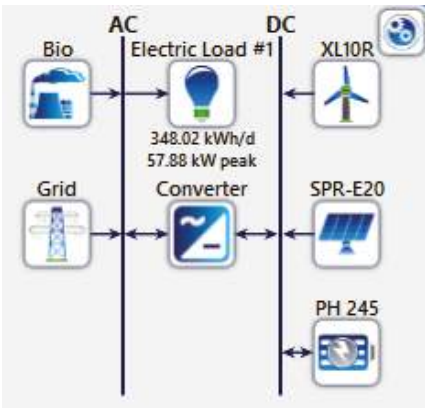 AC
DC
Bio
Electric Load #1
XL10R
348.02 kWh/d
57.88 kW peak
Grid
Converter
SPR-E20
PH 245